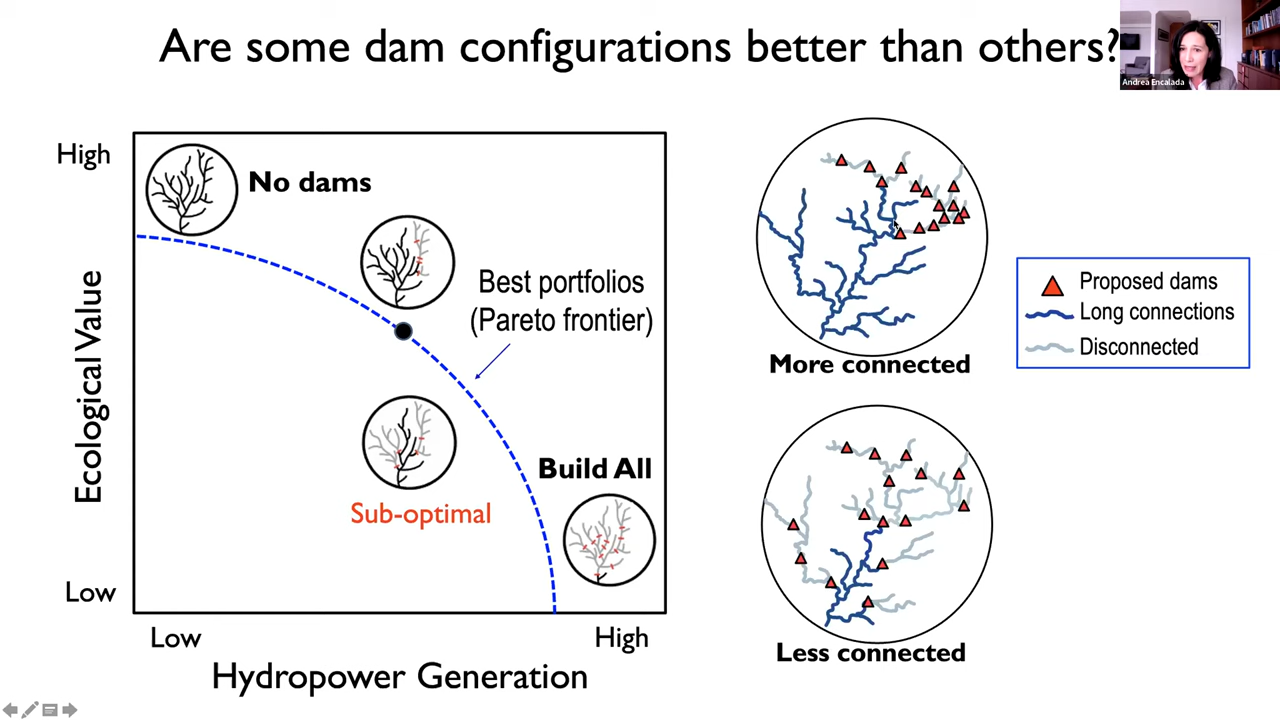 Are some dam configurations better than others?
Andrea Encalada
High
No dams
Best portfolios
(Pareto frontier)
Ecological Value
Build All
Sub-optimal
Low
Low
High
Hydropower Generation
More connected
Less connected
Proposed dams
Long connections
Disconnected